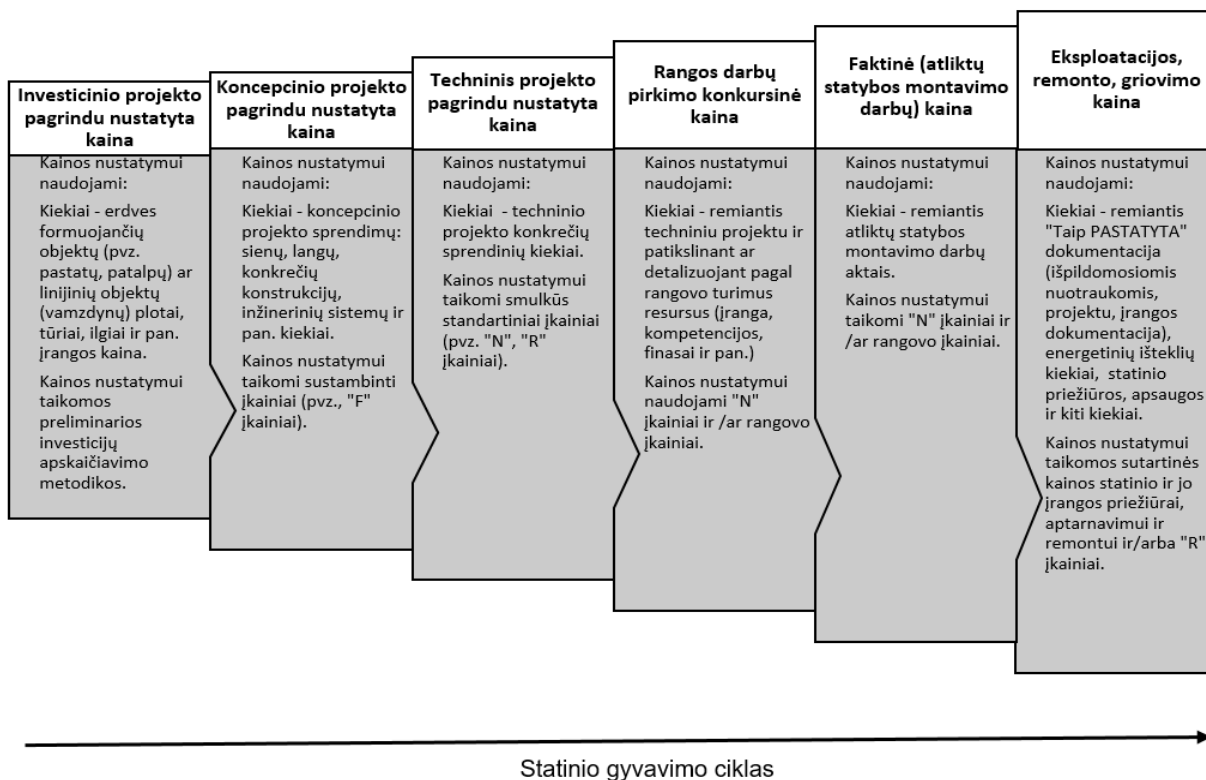 Investicinio projekto
pagrindu nustatyta
kaina
Kainos nustatymui
naudojami:
Kiekiai - erdves
formuojančių
objektų (pvz.
pastatų, patalpų) ar
linijinių objektų
(vamzdynų) plotai,
tūriai, ilgiai ir pan.
įrangos kaina.
Kainos nustatymui
taikomos
preliminarios
investicijų
apskaičiavimo
metodikos.
Koncepcinio projekto
pagrindu nustatyta
kaina
Kainos nustatymui
naudojami:
Kiekiai - koncepcinio
projekto sprendimų:
sienų, langų,
konkrečių
konstrukcijų,
inžinerinių sistemų ir
pan. kiekiai.
Kainos nustatymui
taikomi sustambinti
įkainiai (pvz., "F"
įkainiai).
Techninis projekto
pagrindu nustatyta
kaina
Kainos nustatymui
naudojami:
Kiekiai - techninio
projekto konkrečių
sprendinių kiekiai.
Kainos nustatymui
taikomi smulkūs
standartiniai įkainiai
(pvz. "N", "R"
įkainiai).
Rangos darbų
pirkimo konkursinė
kaina
Kainos nustatymui
naudojami:
Kiekiai - remiantis
techniniu projektu ir
patikslinant ar
detalizuojant pagal
rangovo turimus
resursus (įranga,
kompetencijos,
finasai ir pan.)
Kainos nustatymui
naudojami "N"
įkainiai ir /ar rangovo
įkainiai.
Faktinė (atliktų
statybos montavimo
darbų) kaina
Kainos nustatymui
naudojami:
Kiekiai - remiantis
atliktų statybos
montavimo darbų
aktais.
Kainos nustatymui
taikomi "N" įkainiai ir
/ar rangovo įkainiai.
Eksploatacijos,
remonto, griovimo
kaina
Kainos nustatymui
naudojami:
Kiekiai - remiantis
"Taip PASTATYTA"
dokumentacija
(išpildomosiomis
nuotraukomis,
projektu, įrangos
dokumentacija),
energetinių išteklių
kiekiai, statinio
priežiūros, apsaugos
ir kiti kiekiai.
Kainos nustatymui
taikomos sutartinės
kainos statinio ir jo
įrangos priežiūrai,
aptarnavimui ir
remontui ir/arba "R"
įkainiai.
Statinio gyvavimo ciklas